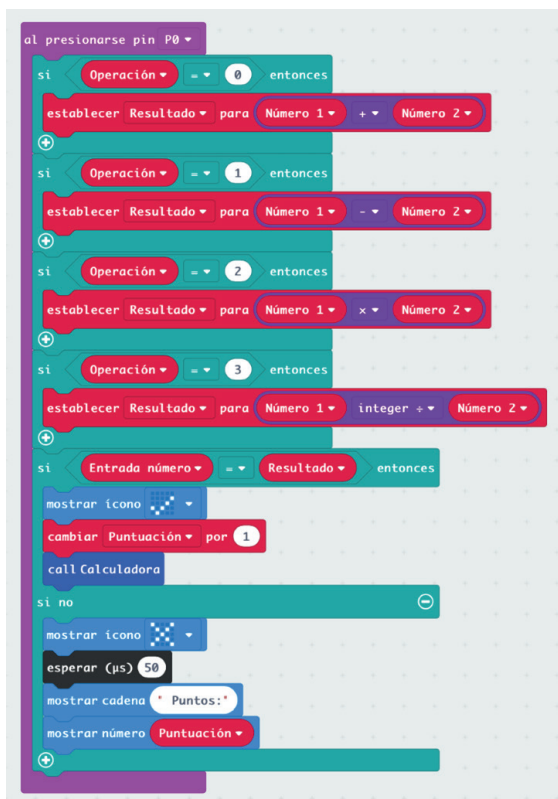 al presionarse pin P0
si Operación = 0 entonces
establecer Resultado para Número 1 + Número 2
si Operación = 1 entonces
establecer Resultado para Número 1 - Número 2
si Operación = 2 entonces
establecer Resultado para Número 1 × Número 2
si Operación = 3 entonces
establecer Resultado para Número 1 integer ÷ Número 2
si Entrada número = Resultado entonces
mostrar ícono
cambiar Puntuación por 1
call Calculadora
si no
mostrar ícono
esperar (µs) 50
mostrar cadena " Puntos:"
mostrar número Puntuación